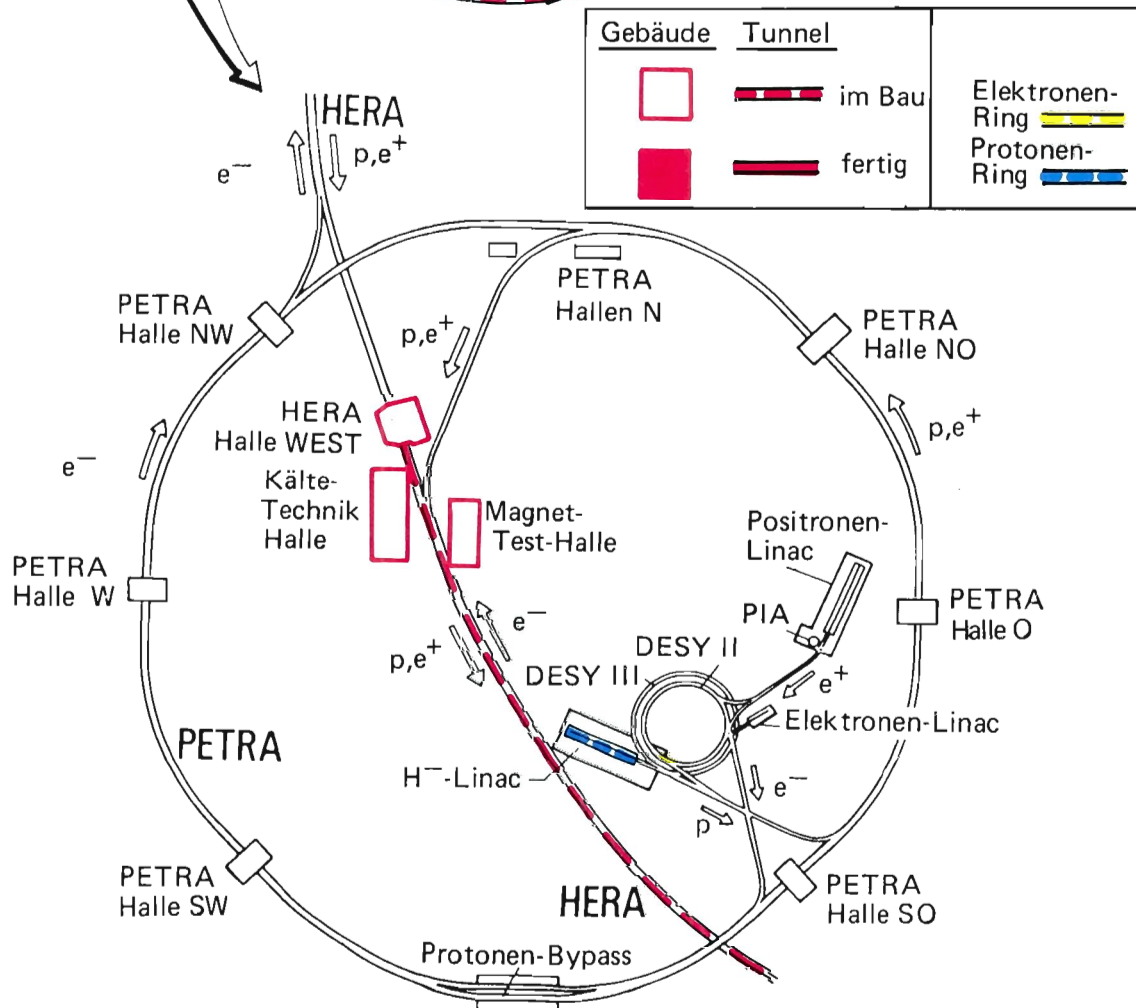 Gebäude Tunnel
im Bau
fertig
Elektronen-
Ring
Protonen-
Ring
HERA
e⁻
p,e⁺
PETRA
Hallen N
PETRA
Halle NW
PETRA
Halle NO
p,e⁺
p,e⁺
HERA
Halle WEST
e⁻
Kälte-
Technik
Halle
Magnet-
Test-Halle
Positronen-
Linac
PETRA
Halle W
PIA
PETRA
Halle O
e⁻
p,e⁺
DESY II
DESY III
e⁺
Elektronen-Linac
PETRA
H⁻-Linac
e⁻
p
PETRA
Halle SW
HERA
PETRA
Halle SO
Protonen-Bypass